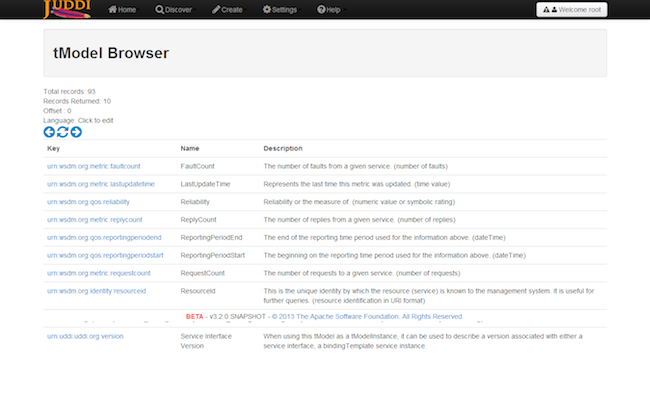 jUDDI
Home Discover Create Settings Help Welcome root
tModel Browser
Total records: 93
Records Returned: 10
Offset : 0
Language: Click to edit
Key Name Description
urn:wsdm.org:metric:faultcount FaultCount The number of faults from a given service. (number of faults)
urn:wsdm.org:metric:lastupdatetime LastUpdateTime Represents the last time this metric was updated. (time value)
urn:wsdm.org:qos:reliability Reliability Reliability or the measure of. (numeric value or symbolic rating)
urn:wsdm.org:metric:replycount ReplyCount The number of replies from a given service. (number of replies)
urn:wsdm.org:qos:reportingperiodend ReportingPeriodEnd The end of the reporting time period used for the information above. (dateTime)
urn:wsdm.org:qos:reportingperiodstart ReportingPeriodStart The beginning on the reporting time period used for the information above. (dateTime)
urn:wsdm.org:metric:requestcount RequestCount The number of requests to a given service. (number of requests)
urn:wsdm.org:identity:resourceid ResourceId This is the unique identity by which the resource (service) is known to the management system. It is useful for
further queries. (resource identification in URI format)
BETA - v3.2.0.SNAPSHOT - © 2013 The Apache Software Foundation. All Rights Reserved.
urn:uddi:uddi.org:version Service Interface When using this tModel as a tModelInstance, it can be used to describe a version associated with either a
Version service interface, a bindingTemplate service instance.